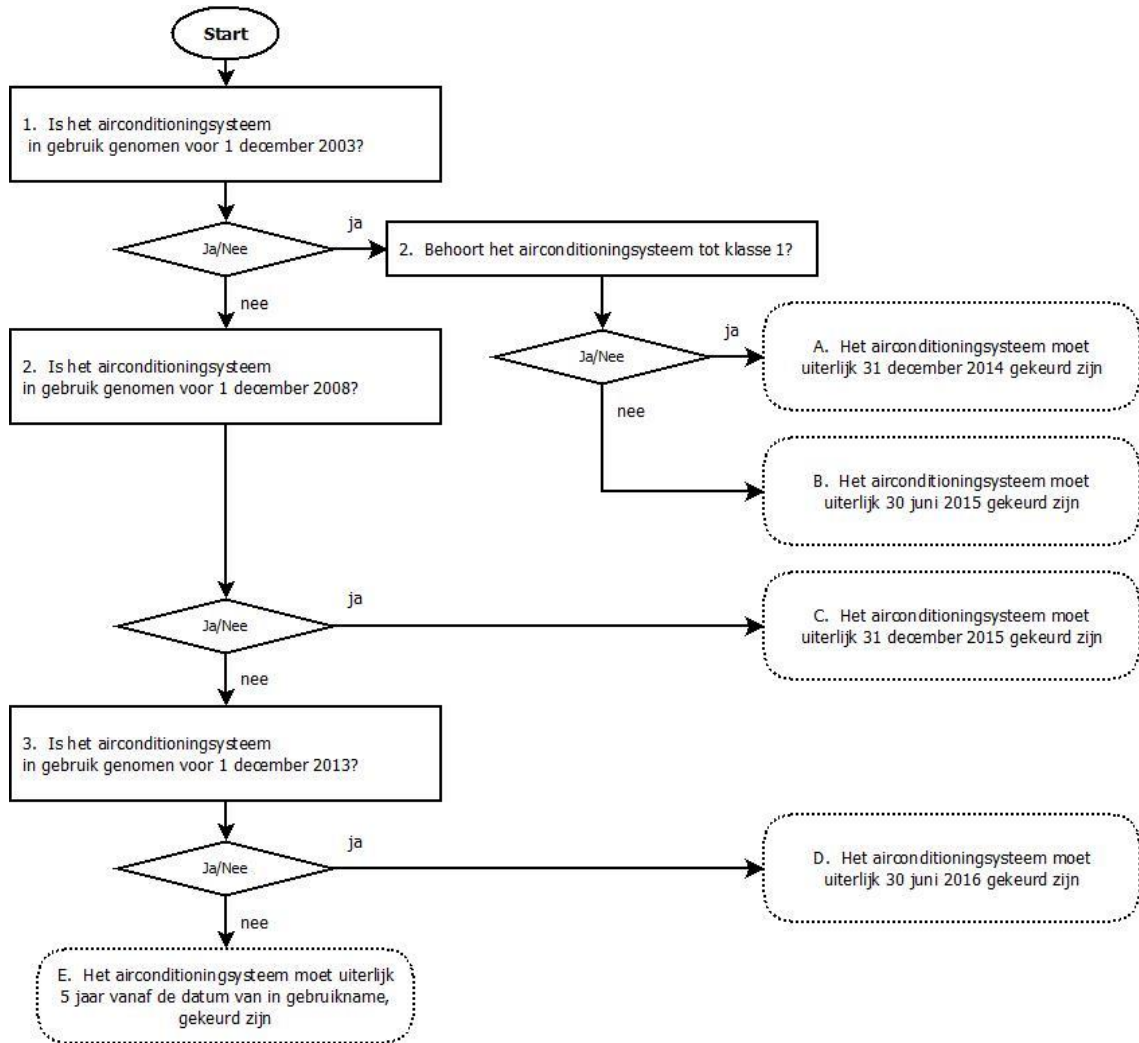 Start
1. Is het airconditioningsysteem
in gebruik genomen voor 1 december 2003?
Ja/Nee
ja
nee
2. Behoort het airconditioningsysteem tot klasse 1?
Ja/Nee
ja
nee
A. Het airconditioningsysteem moet
uiterlijk 31 december 2014 gekeurd zijn
B. Het airconditioningsysteem moet
uiterlijk 30 juni 2015 gekeurd zijn
2. Is het airconditioningsysteem
in gebruik genomen voor 1 december 2008?
Ja/Nee
ja
nee
C. Het airconditioningsysteem moet
uiterlijk 31 december 2015 gekeurd zijn
3. Is het airconditioningsysteem
in gebruik genomen voor 1 december 2013?
Ja/Nee
ja
nee
D. Het airconditioningsysteem moet
uiterlijk 30 juni 2016 gekeurd zijn
E. Het airconditioningsysteem moet uiterlijk
5 jaar vanaf de datum van in gebruikname,
gekeurd zijn